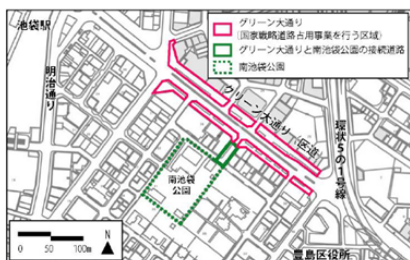 池袋駅
グリーン大通り
(国家戦略道路占用事業を行う区域)
グリーン大通りと南池袋公園の接続道路
南池袋公園
明治通り
グリーン大通り(区道)
環状5の1号線
南池袋
公園
0 50 100m N
豊島区役所